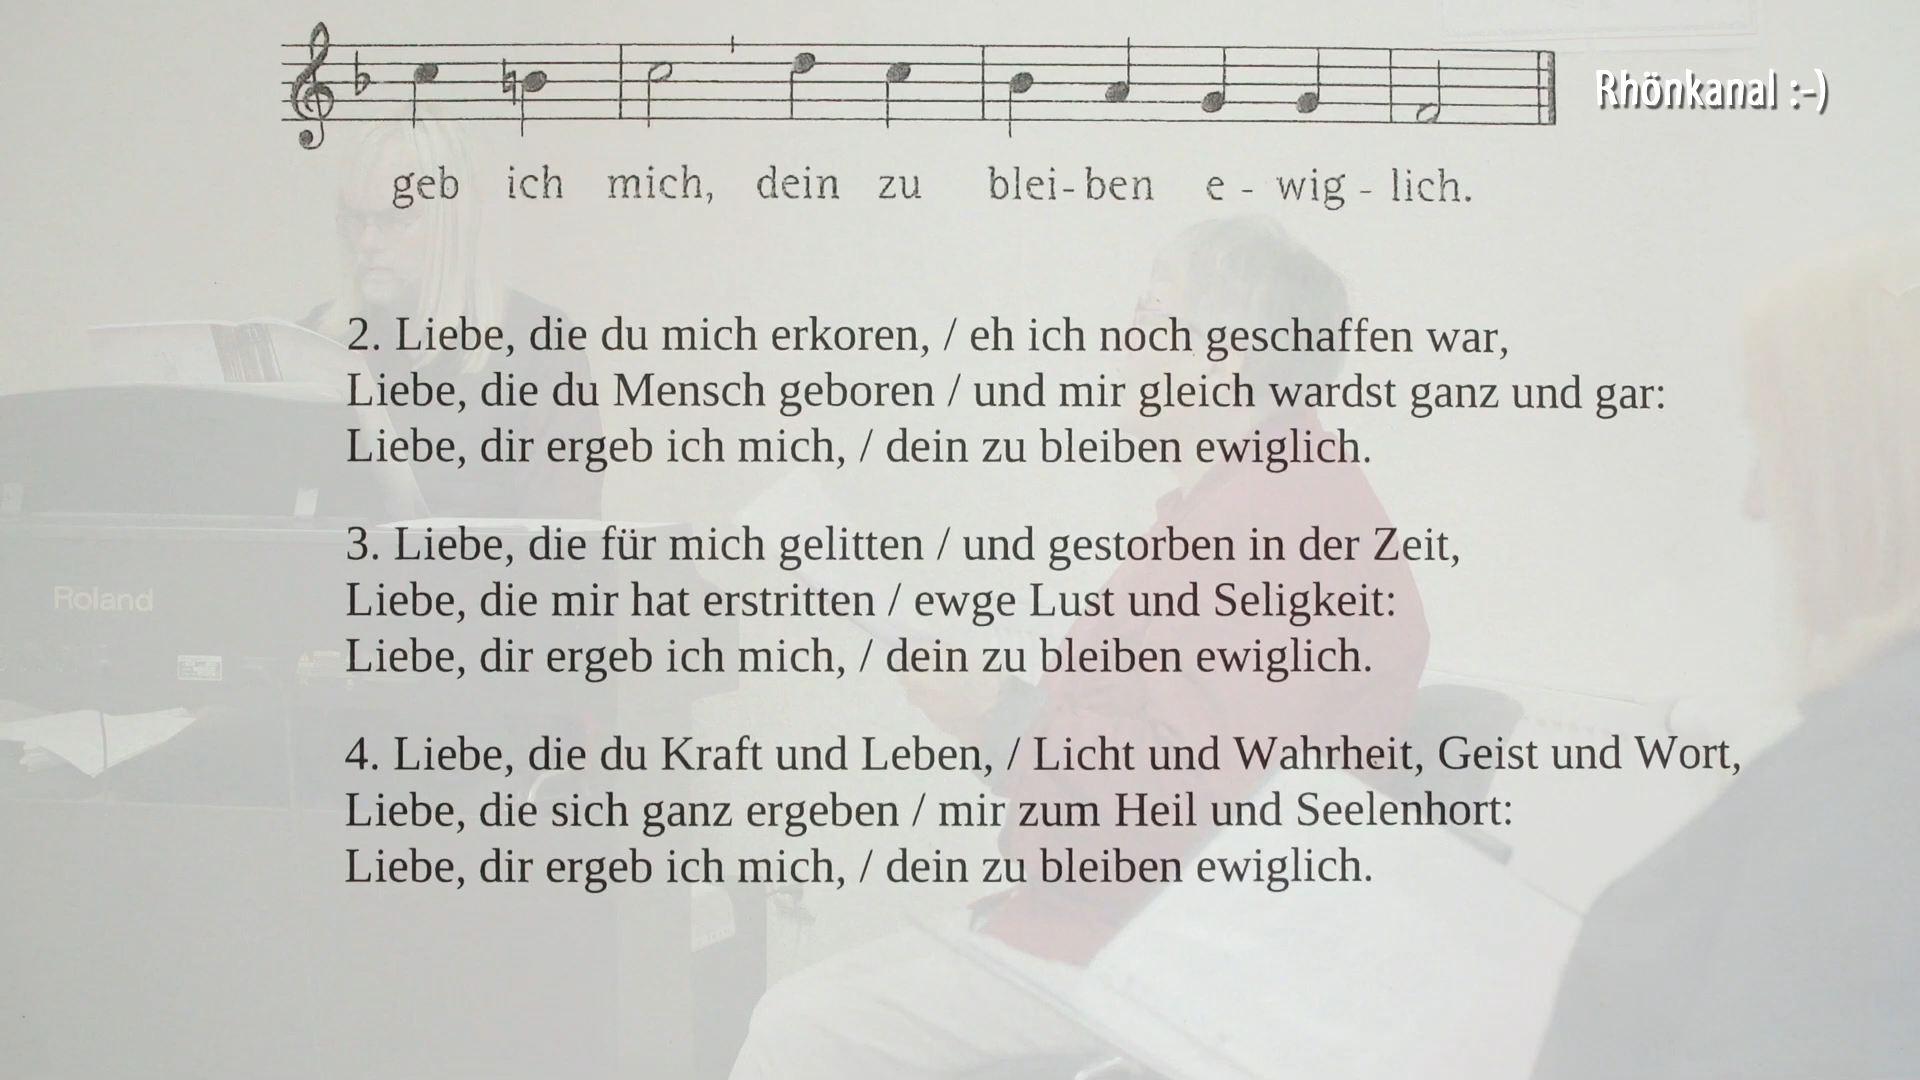 Rhönkanal :-)
geb ich mich, dein zu blei-ben e - wig - lich.
2. Liebe, die du mich erkoren, / eh ich noch geschaffen war,
Liebe, die du Mensch geboren / und mir gleich wardst ganz und gar:
Liebe, dir ergeb ich mich, / dein zu bleiben ewiglich.
3. Liebe, die für mich gelitten / und gestorben in der Zeit,
Liebe, die mir hat erstritten / ewge Lust und Seligkeit:
Roland
Liebe, dir ergeb ich mich, / dein zu bleiben ewiglich.
4. Liebe, die du Kraft und Leben, / Licht und Wahrheit, Geist und Wort,
Liebe, die sich ganz ergeben / mir zum Heil und Seelenhort:
Liebe, dir ergeb ich mich, / dein zu bleiben ewiglich.